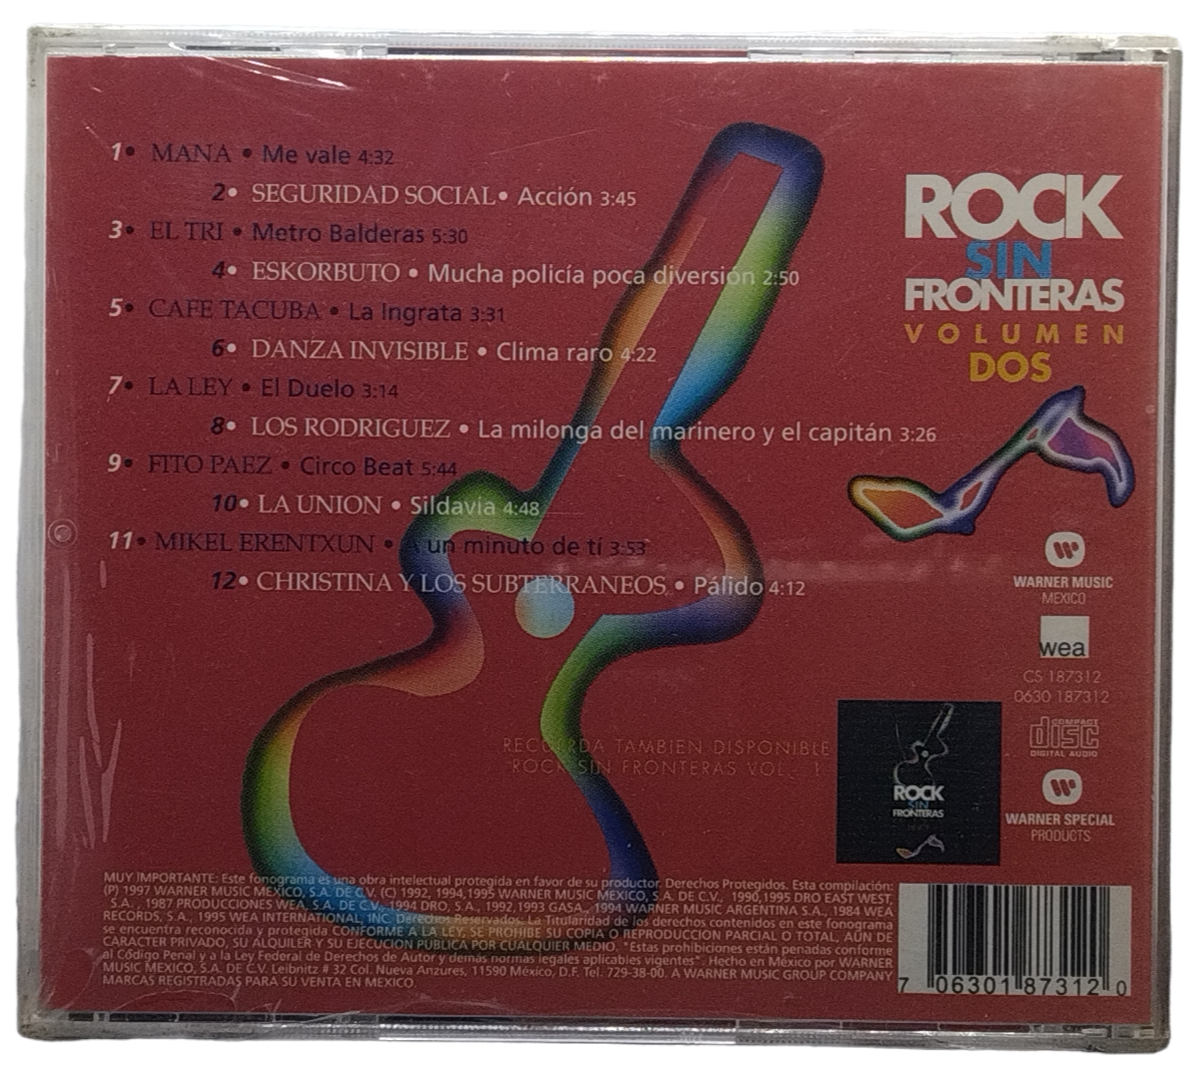 1• MANA • Me vale 4:32
2• SEGURIDAD SOCIAL• Acción 3:45
3• EL TRI • Metro Balderas 5:30
4• ESKORBUTO • Mucha policía poca diversión 2:50
5• CAFE TACUBA • La Ingrata 3:31
6• DANZA INVISIBLE • Clima raro 4:22
7• LA LEY • El Duelo 3:14
8• LOS RODRIGUEZ • La milonga del marinero y el capitán 3:26
9• FITO PAEZ • Circo Beat 5:44
10• LA UNION • Sildavia 4:48
11• MIKEL ERENTXUN • A un minuto de tí 3:53
12• CHRISTINA Y LOS SUBTERRANEOS • Pálido 4:12
ROCK
SIN
FRONTERAS
VOLUMEN
DOS
WARNER MUSIC
MEXICO
wea
CS 187312
0630 187312
COMPACT
disc
DIGITAL AUDIO
WARNER SPECIAL
PRODUCTS
RECUERDA TAMBIEN DISPONIBLE
ROCK SIN FRONTERAS VOL. 1
ROCK
SIN
FRONTERAS
MUY IMPORTANTE: Este fonograma es una obra intelectual protegida en favor de su productor. Derechos Protegidos. Esta compilación:
(P) 1997 WARNER MUSIC MEXICO, S.A. DE C.V. (C) 1992, 1994,1995 WARNER MUSIC MEXICO, S.A. DE C.V., 1990,1995 DRO EAST WEST,
S.A., 1987 PRODUCCIONES WEA, S.A. DE C.V., 1994 DRO, S.A., 1992,1993 GASA., 1994 WARNER MUSIC ARGENTINA S.A., 1984 WEA
RECORDS, S.A., 1995 WEA INTERNATIONAL, INC. Derechos Reservados: La Titularidad de los derechos contenidos en este fonograma
se encuentra reconocida y protegida CONFORME A LA LEY, SE PROHIBE SU COPIA O REPRODUCCION PARCIAL O TOTAL, AÚN DE
CARACTER PRIVADO, SU ALQUILER Y SU EJECUCION PUBLICA POR CUALQUIER MEDIO. "Estas prohibiciones están penadas conforme
al Código Penal y a la Ley Federal de Derechos de Autor y demás normas legales aplicables vigentes". Hecho en México por WARNER
MUSIC MEXICO, S.A. DE C.V. Leibnitz # 32 Col. Nueva Anzures, 11590 México, D.F. Tel. 729-38-00. A WARNER MUSIC GROUP COMPANY
MARCAS REGISTRADAS PARA SU VENTA EN MEXICO.
7 06301 87312 0